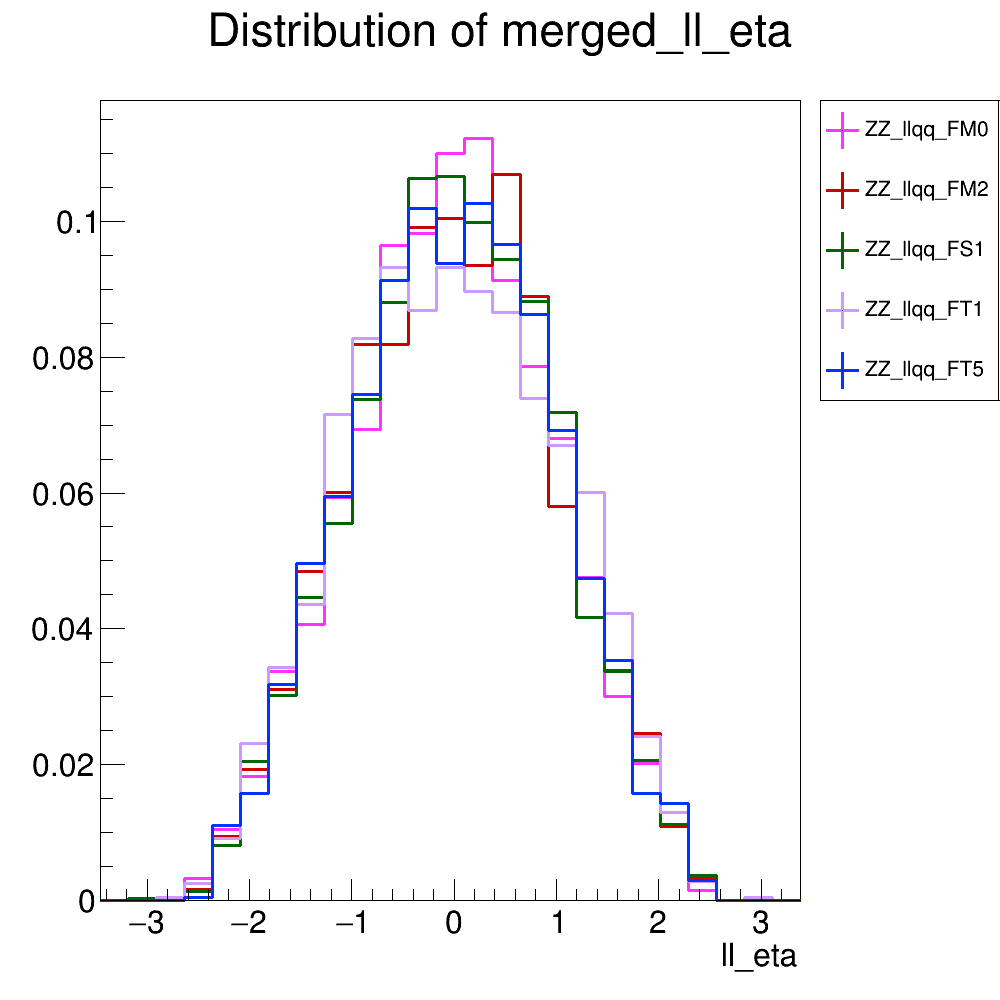 Distribution of merged_ll_eta
ZZ_llqq_FM0
ZZ_llqq_FM2
ZZ_llqq_FS1
ZZ_llqq_FT1
ZZ_llqq_FT5
0.1
0.08
0.06
0.04
0.02
0
−3 −2 −1 0 1 2 3
ll_eta